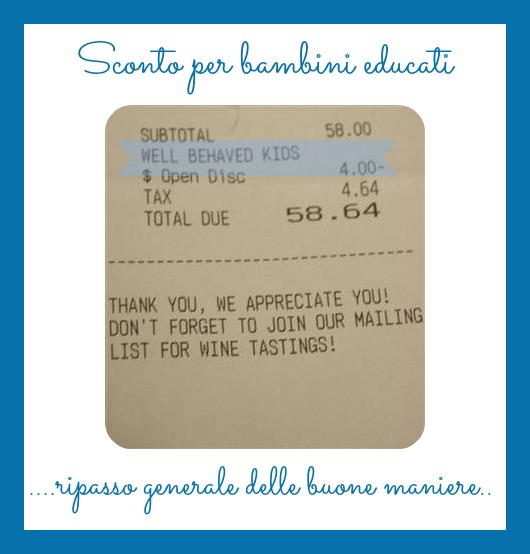 Sconto per bambini educati
SUBTOTAL 58.00
WELL BEHAVED KIDS
$ Open Disc 4.00-
TAX 4.64
TOTAL DUE 58.64
THANK YOU, WE APPRECIATE YOU!
DON'T FORGET TO JOIN OUR MAILING
LIST FOR WINE TASTINGS!
....ripasso generale delle buone maniere..